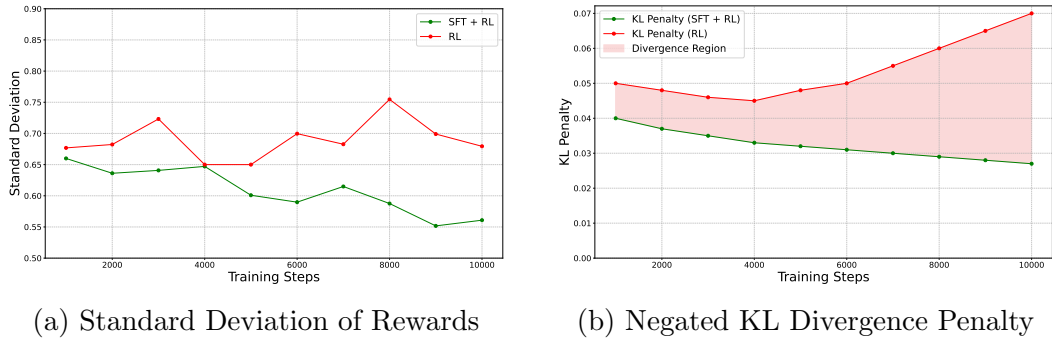 0.90
0.85
0.80
0.75
0.70
0.65
0.60
0.55
0.50
Standard Deviation
2000
4000
6000
8000
10000
Training Steps
SFT + RL
RL
(a) Standard Deviation of Rewards
0.07
0.06
0.05
0.04
0.03
0.02
0.01
0.00
KL Penalty
2000
4000
6000
8000
10000
Training Steps
KL Penalty (SFT + RL)
KL Penalty (RL)
Divergence Region
(b) Negated KL Divergence Penalty